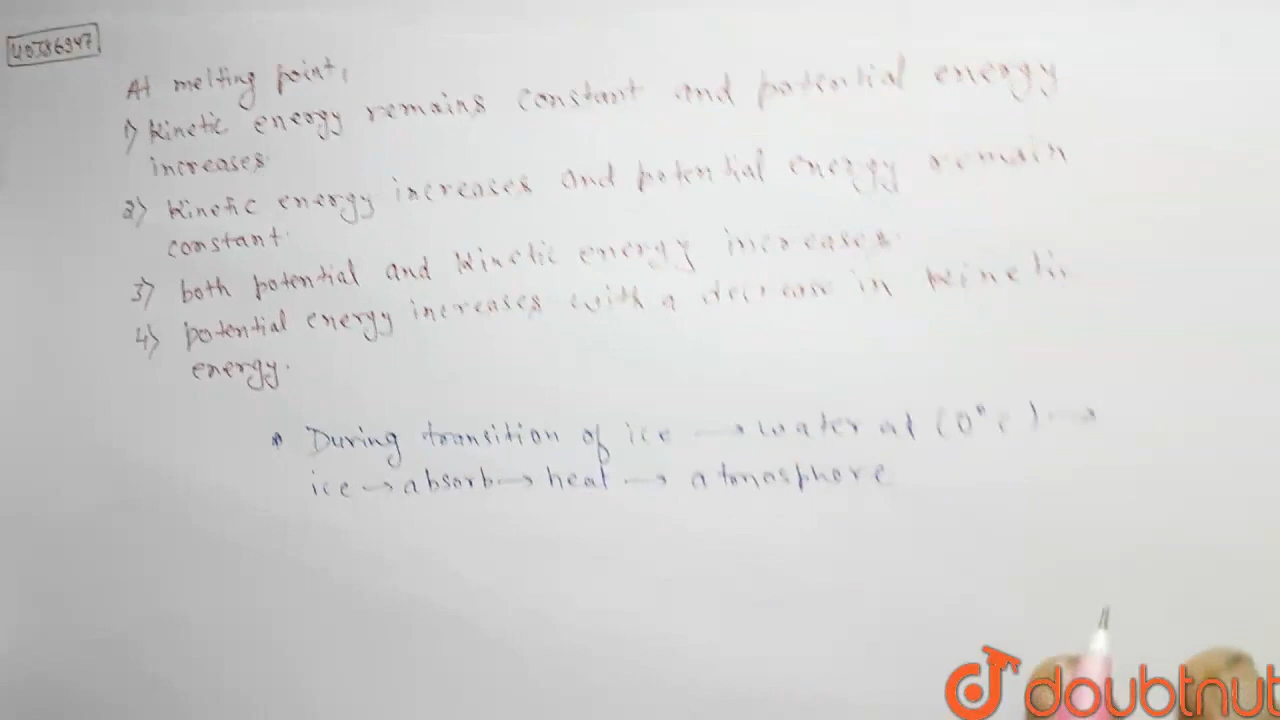 40586947
At melting point,
1) Kinetic energy remains constant and potential energy
increases.
2) Kinetic energy increases and potential energy remain
constant.
3) both potential and kinetic energy increases.
4) potential energy increases with a decrease in kinetic
energy.
* During transition of ice → water at (0°c) →
ice → absorb → heat → atmosphere
doubtnut